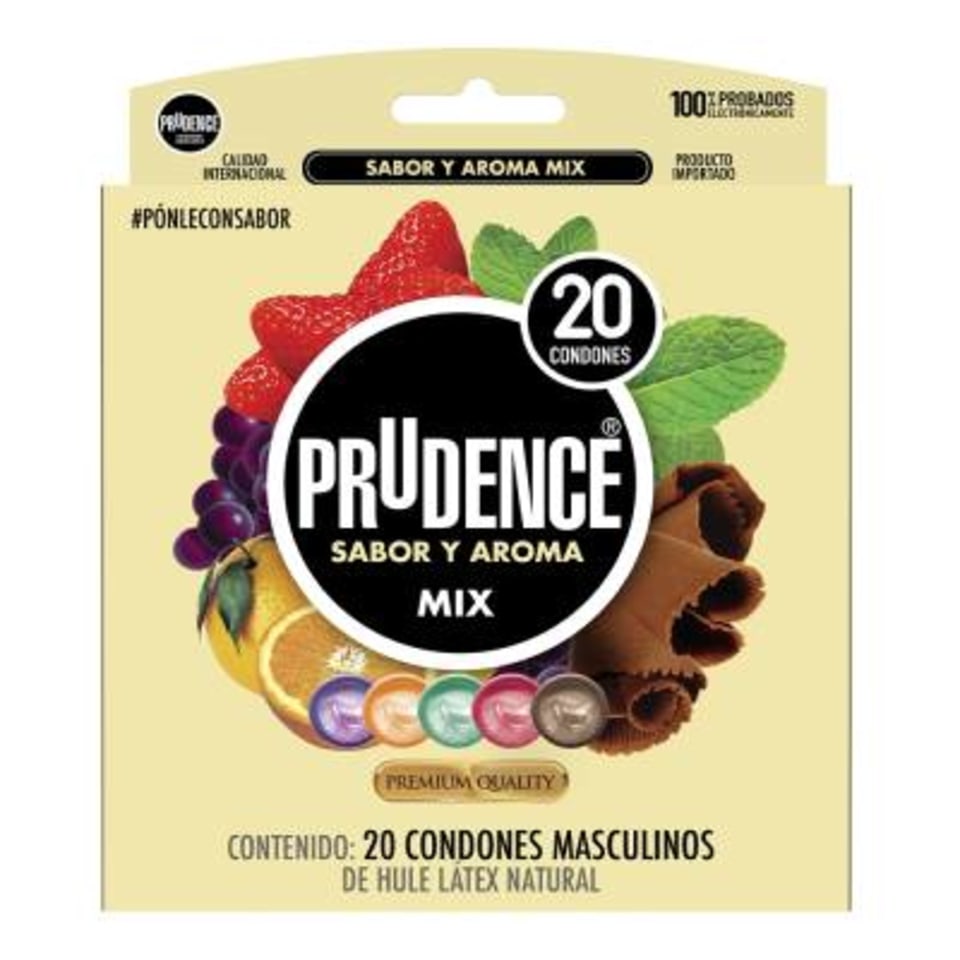 PRUDENCE
100% PROBADOS
ELECTRÓNICAMENTE
CALIDAD
INTERNACIONAL
SABOR Y AROMA MIX
PRODUCTO
IMPORTADO
#PÓNLECONSABOR
20
CONDONES
PRUDENCE®
SABOR Y AROMA
MIX
PREMIUM QUALITY
CONTENIDO: 20 CONDONES MASCULINOS
DE HULE LÁTEX NATURAL